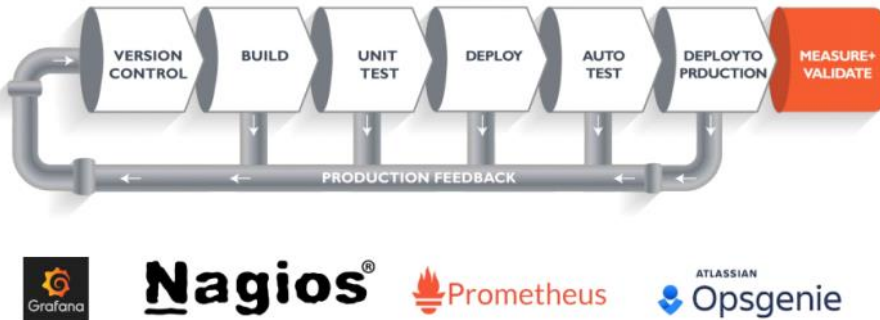 VERSION
CONTROL
BUILD
UNIT
TEST
DEPLOY
AUTO
TEST
DEPLOY TO
PRDUCTION
MEASURE+
VALIDATE
PRODUCTION FEEDBACK
Grafana
Nagios®
Prometheus
ATLASSIAN
Opsgenie